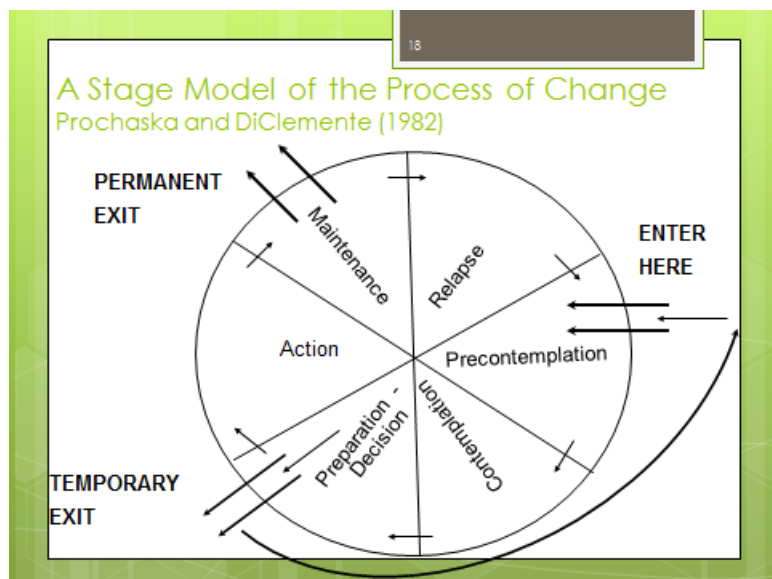 18
A Stage Model of the Process of Change
Prochaska and DiClemente (1982)
PERMANENT
EXIT
Maintenance
Relapse
ENTER
HERE
Action
Precontemplation
Preparation -
Decision
Contemplation
TEMPORARY
EXIT